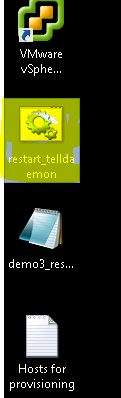 VMware
vSphe...
restart_tellda
emon
demo3_res...
Hosts for
provisioning